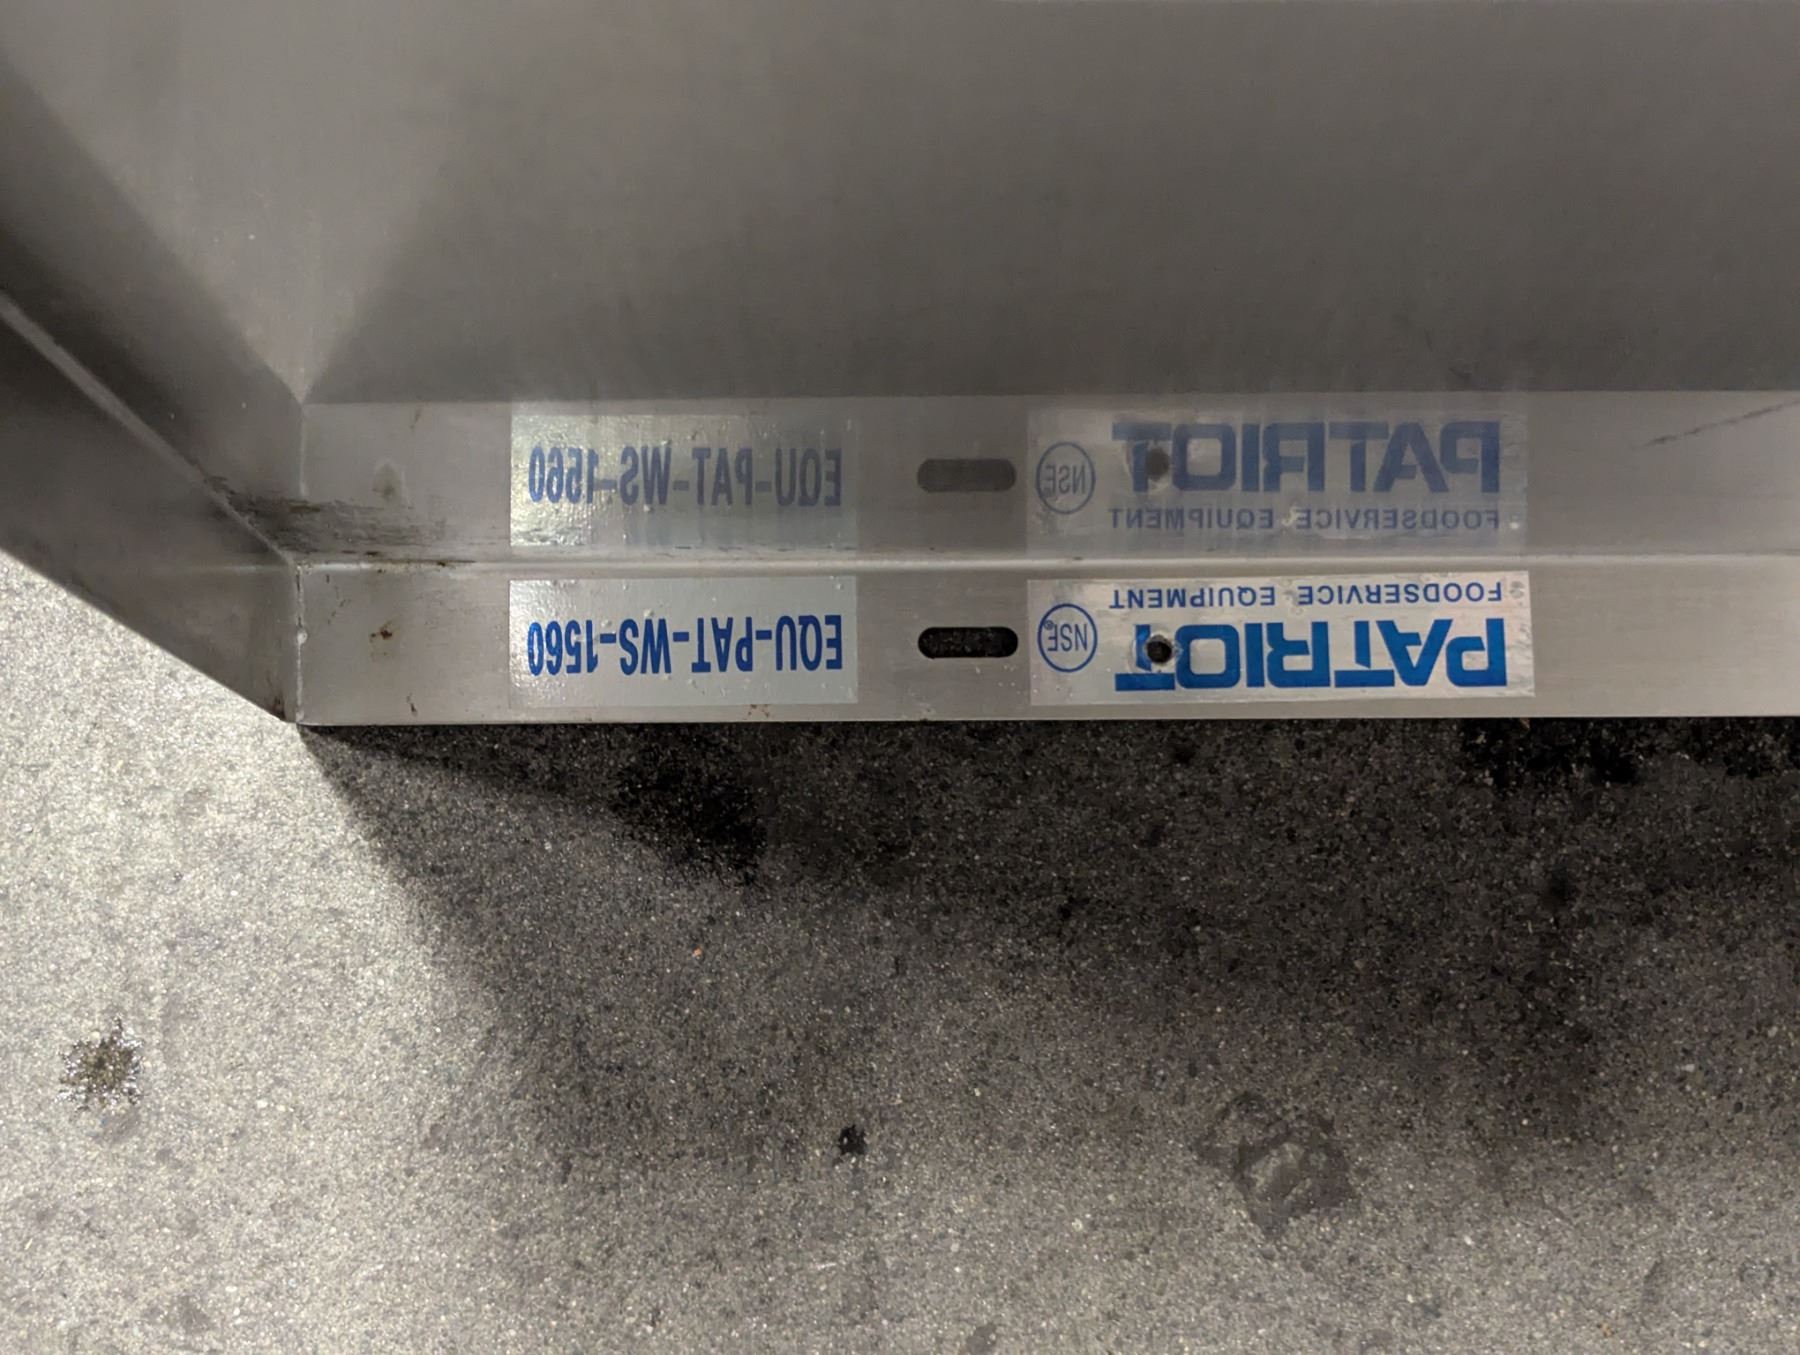 PATRIOT
FOODSERVICE EQUIPMENT
NSF®
EQU-PAT-WS-1560
PATRIOT
FOODSERVICE EQUIPMENT
NSF
EQU-PAT-WS-1560